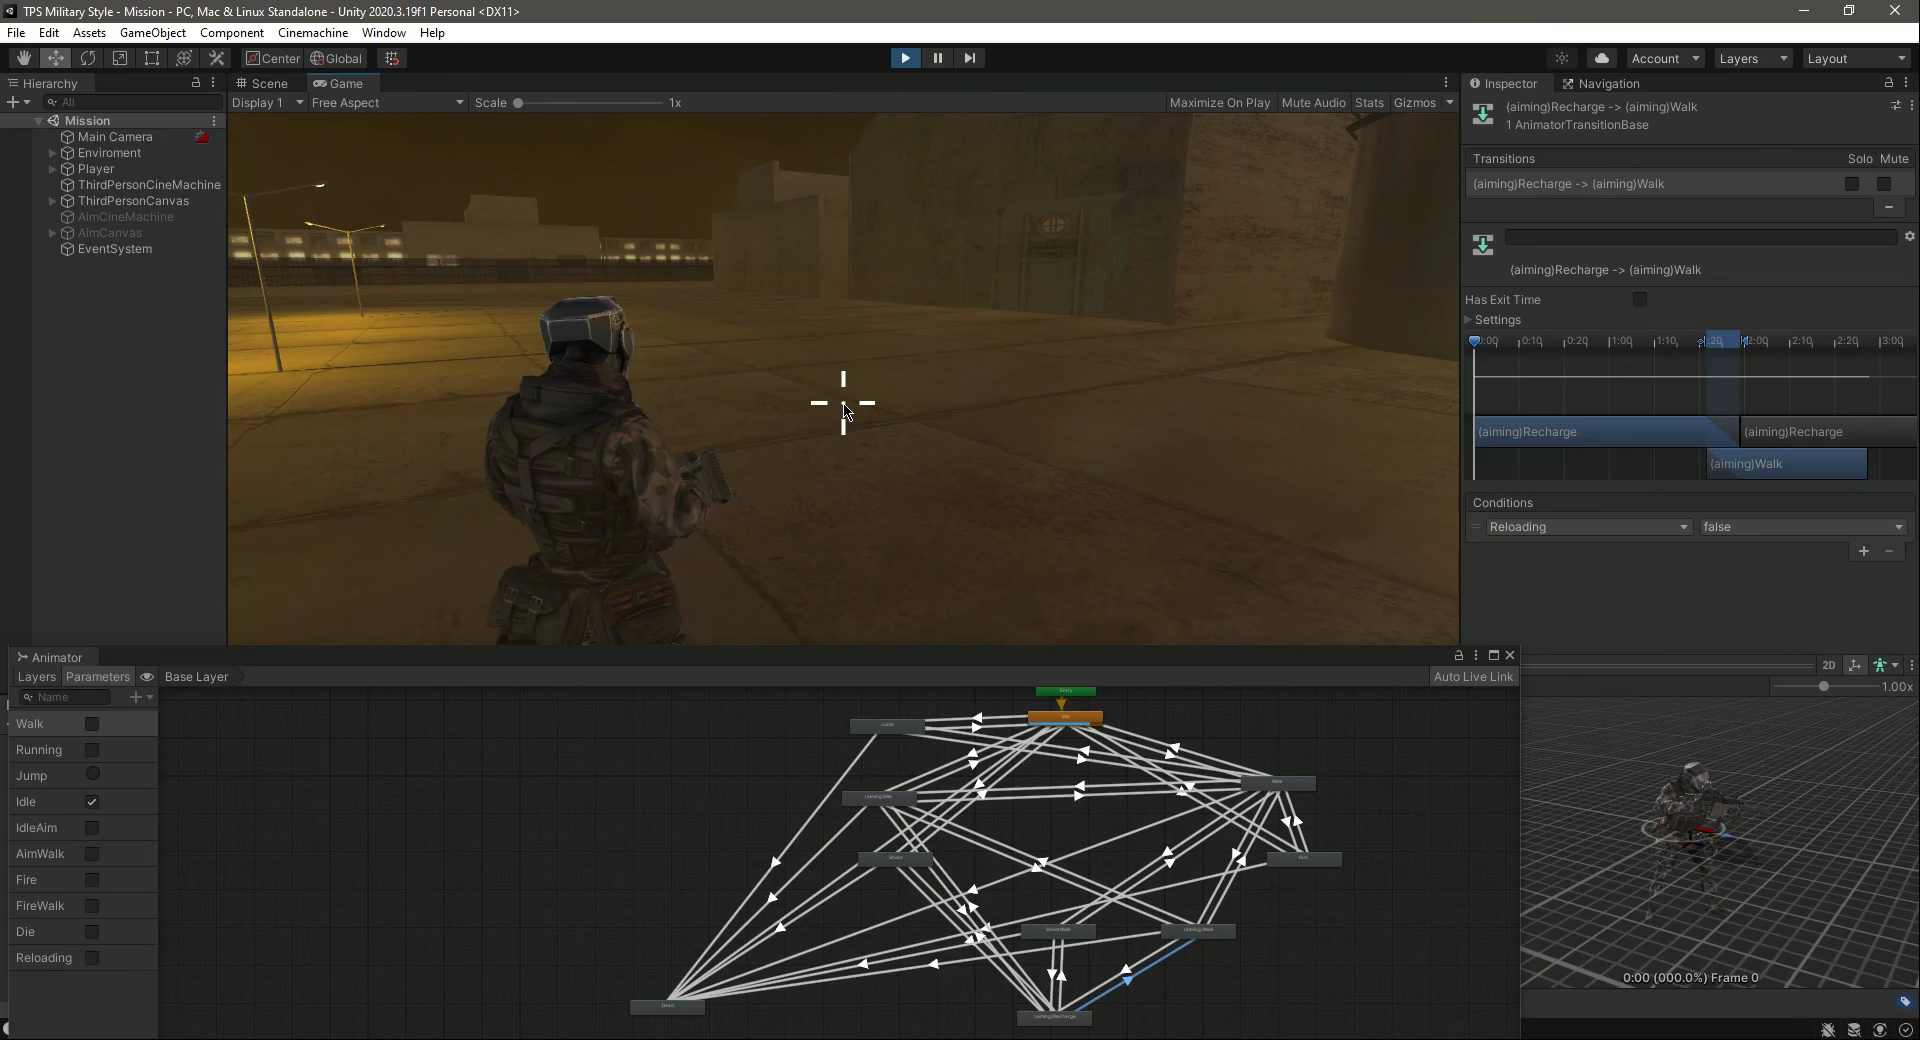 TPS Military Style - Mission - PC, Mac & Linux Standalone - Unity 2020.3.19f1 Personal <DX11>
File Edit Assets GameObject Component Cinemachine Window Help
Center Global Account Layers Layout
Hierarchy
All
Mission
Main Camera
Enviroment
Player
ThirdPersonCineMachine
ThirdPersonCanvas
AimCineMachine
AimCanvas
EventSystem
Scene Game
Display 1 Free Aspect Scale 1x Maximize On Play Mute Audio Stats Gizmos
Inspector Navigation
(aiming)Recharge -> (aiming)Walk
1 AnimatorTransitionBase
Transitions Solo Mute
(aiming)Recharge -> (aiming)Walk
(aiming)Recharge -> (aiming)Walk
Has Exit Time
Settings
0:10 0:20 1:00 1:10 :20 2:00 2:10 2:20 3:00
(aiming)Recharge (aiming)Recharge
(aiming)Walk
Conditions
Reloading false
2D
1.00x
0:00 (000.0%) Frame 0
Animator
Layers Parameters Base Layer Auto Live Link
Name
Walk
Running
Jump
Idle
IdleAim
AimWalk
Fire
FireWalk
Die
Reloading
Entry
Jump
Walk
Shoot
Run